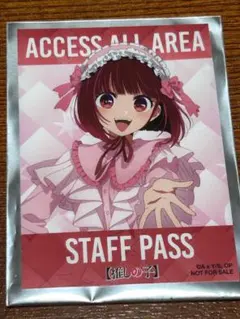 ACCESS ALL AREA
STAFF PASS
【推しの子】
NOT FOR SALE